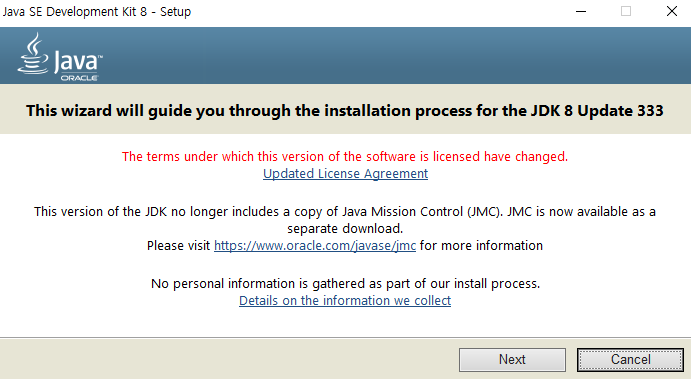 Java SE Development Kit 8 - Setup
Java™
ORACLE
This wizard will guide you through the installation process for the JDK 8 Update 333
The terms under which this version of the software is licensed have changed.
Updated License Agreement
This version of the JDK no longer includes a copy of Java Mission Control (JMC). JMC is now available as a
separate download.
Please visit https://www.oracle.com/javase/jmc for more information
No personal information is gathered as part of our install process.
Details on the information we collect
Next
Cancel